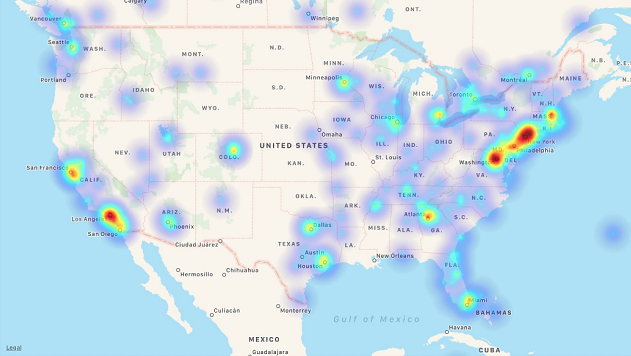 Calgary
Regina
ONT.
Vancouver
Winnipeg
Seattle
WASH.
N.D.
MONT.
MINN.
Montréal
MAINE
Portland
Minneapolis
WIS.
ORE.
IDAHO
S.D.
MICH.
Toronto
VT.
N.H.
WYO.
N.Y.
IOWA
Chicago
NEB.
Omaha
PA.
New York
NEV.
UTAH
UNITED STATES
ILL.
IND.
OHIO
Philadelphia
COLO.
San Francisco
KAN.
MO.
St. Louis
Washington
DEL.
CALIF.
KY.
VA.
OKLA.
TENN.
N.C.
Los Angeles
ARIZ.
N.M.
ARK.
Atlanta
S.C.
San Diego
Phoenix
Dallas
MISS.
ALA.
GA.
Ciudad Juárez
TEXAS
LA.
Austin
New Orleans
Houston
FLA.
Hermosillo
Chihuahua
Culiacán
Monterrey
Gulf of Mexico
Miami
BAHAMAS
Havana
MEXICO
CUBA
Legal
Guadalajara